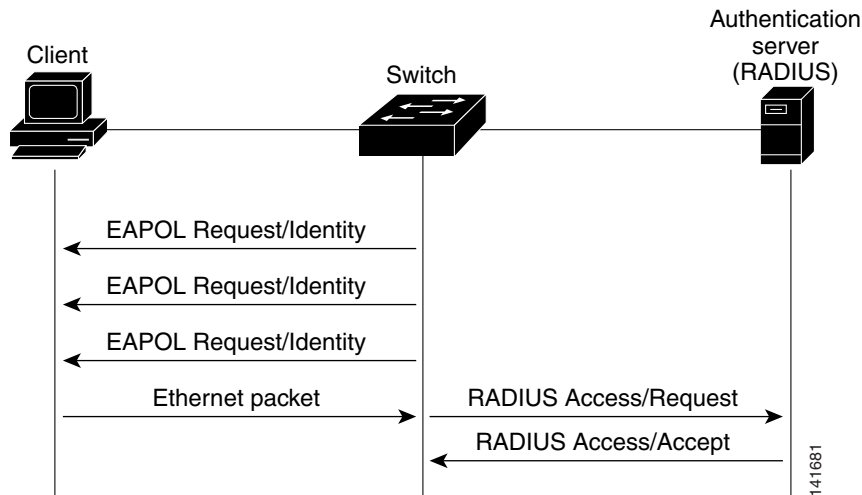 Client
Switch
Authentication
server
(RADIUS)
EAPOL Request/Identity
EAPOL Request/Identity
EAPOL Request/Identity
Ethernet packet
RADIUS Access/Request
RADIUS Access/Accept
141681